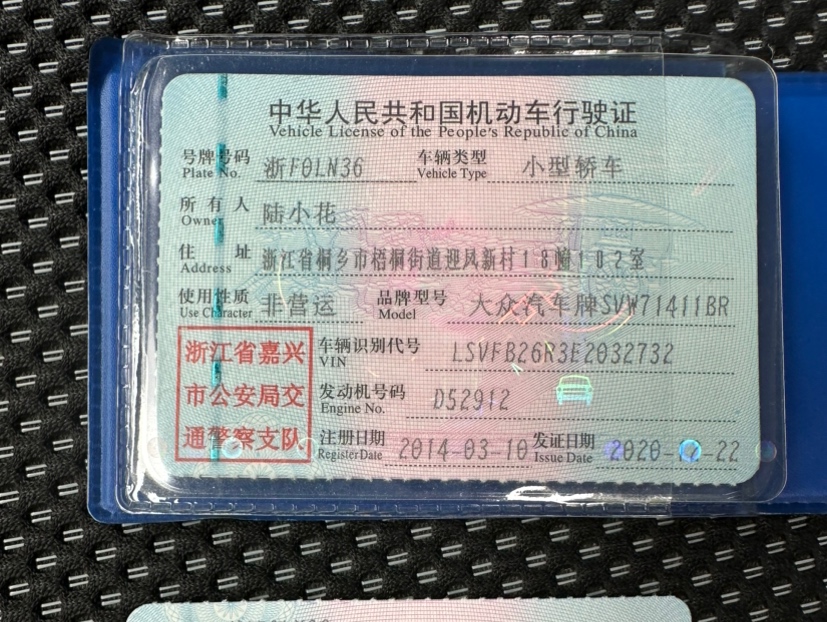 中华人民共和国机动车行驶证
Vehicle License of the People's Republic of China
号牌号码 浙F0LN36 车辆类型 小型轿车
Plate No. Vehicle Type
所有人 陆小花
Owner
住址 浙江省桐乡市梧桐街道迎凤新村18幢102室
Address
使用性质 非营运 品牌型号 大众汽车牌SVW71411BR
Use Character Model
浙江省嘉兴
市公安局交
通警察支队
车辆识别代号 LSVFB26R3E2032732
VIN
发动机号码 D52912
Engine No.
注册日期 2014-03-10 发证日期 2020- -22
Register Date Issue Date